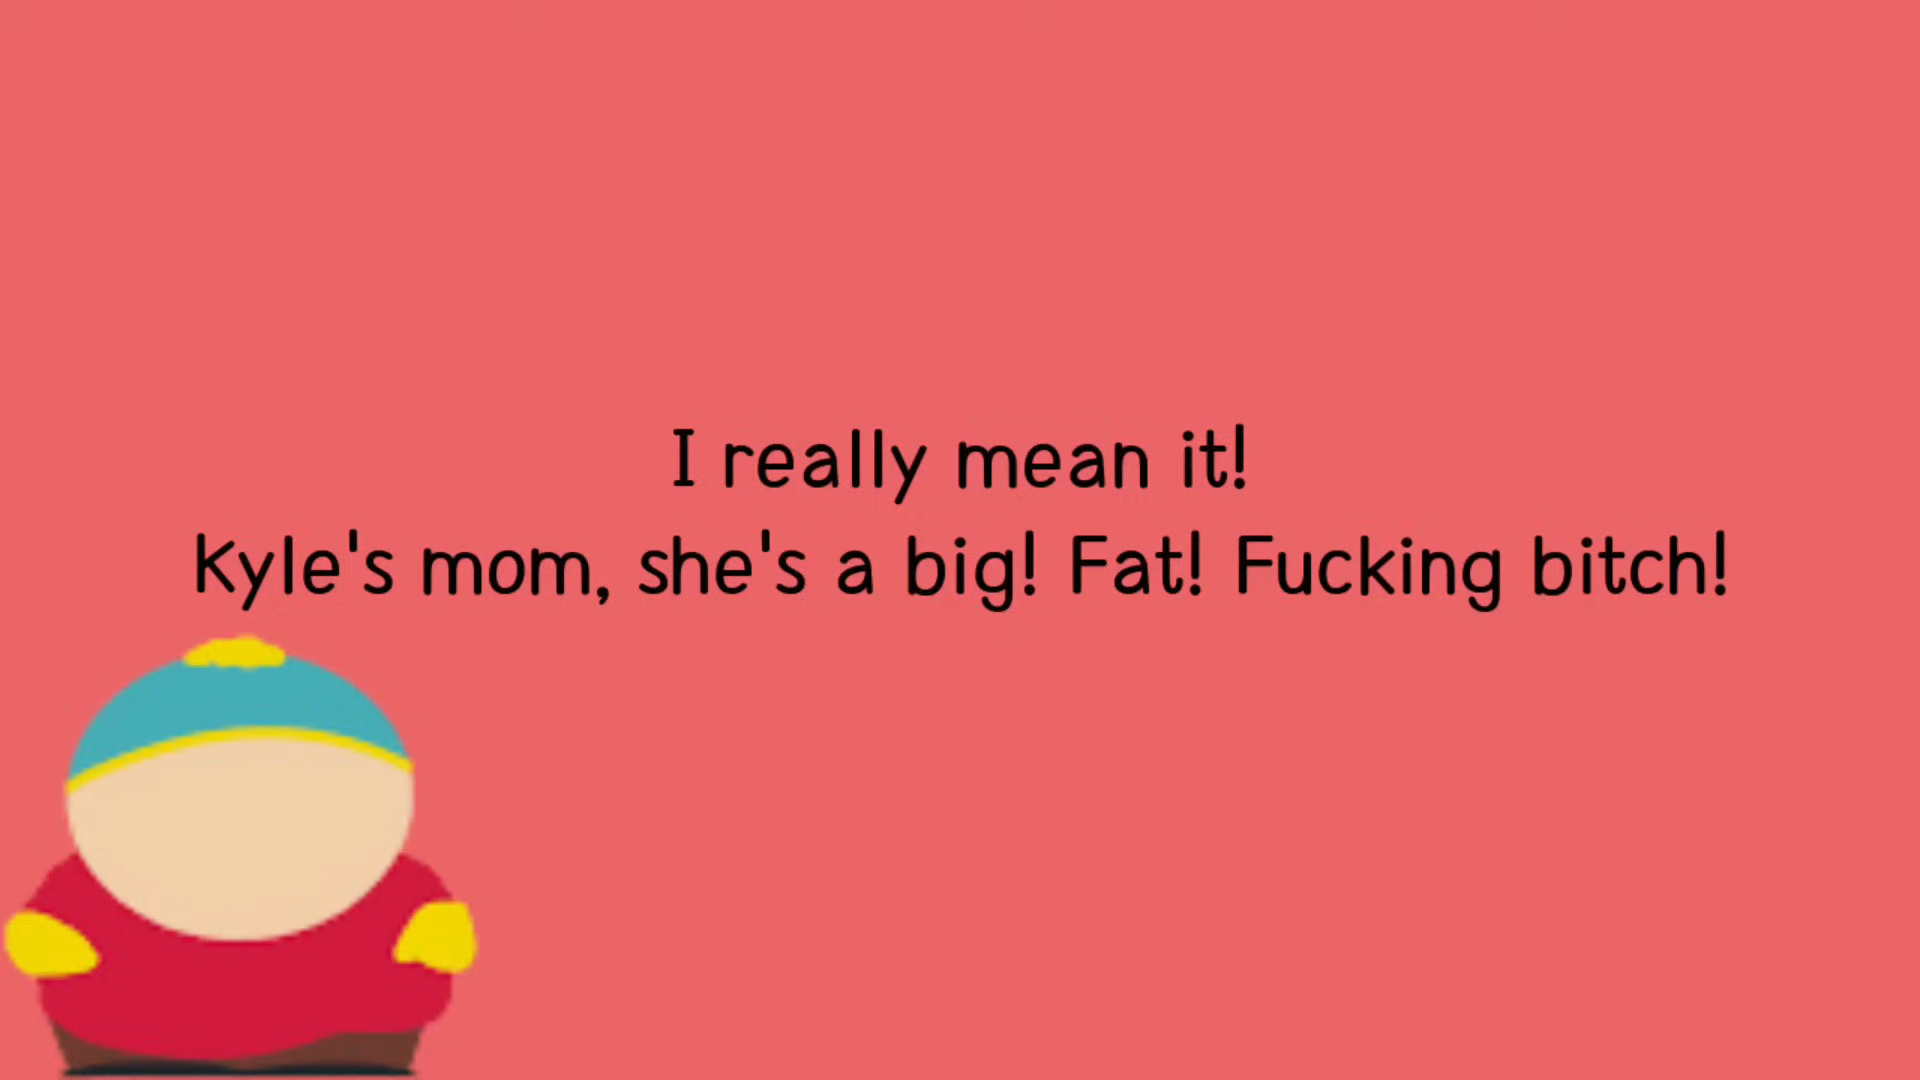 I really mean it!
Kyle's mom, she's a big! Fat! Fucking bitch!